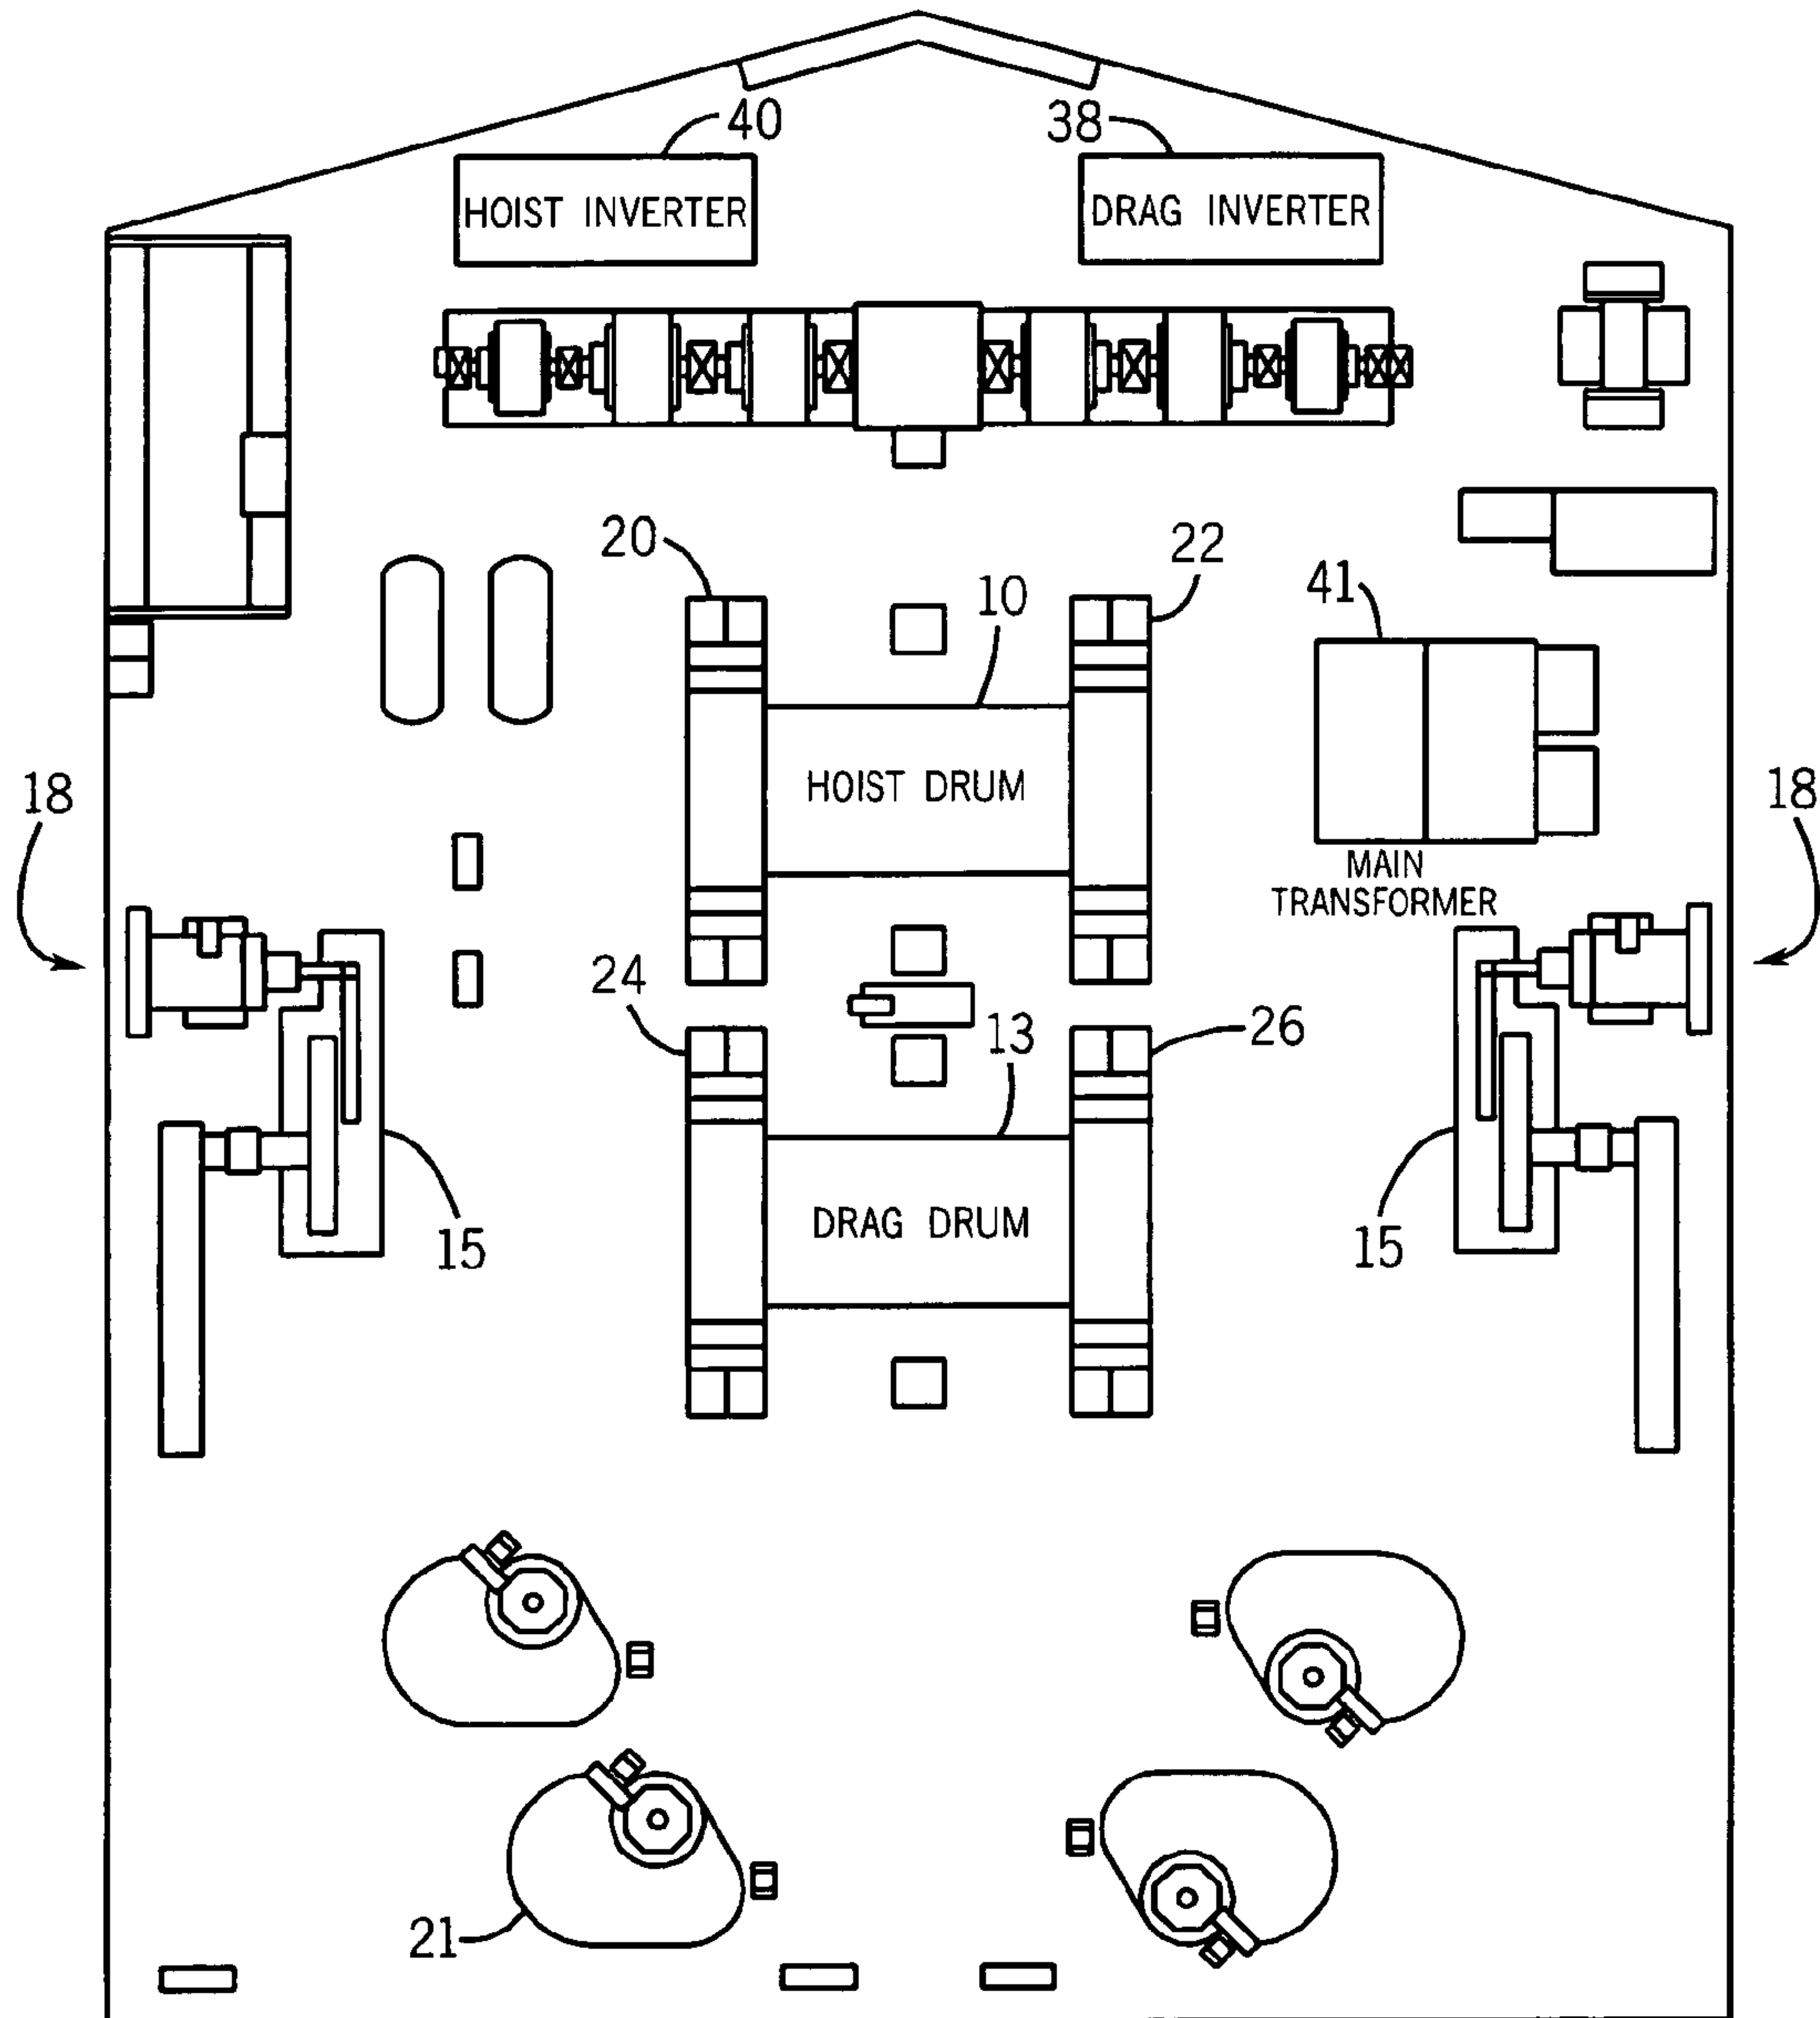 40
38
HOIST INVERTER
DRAG INVERTER
20
22
10
41
HOIST DRUM
18
18
MAIN
TRANSFORMER
24
26
13
DRAG DRUM
15
15
21